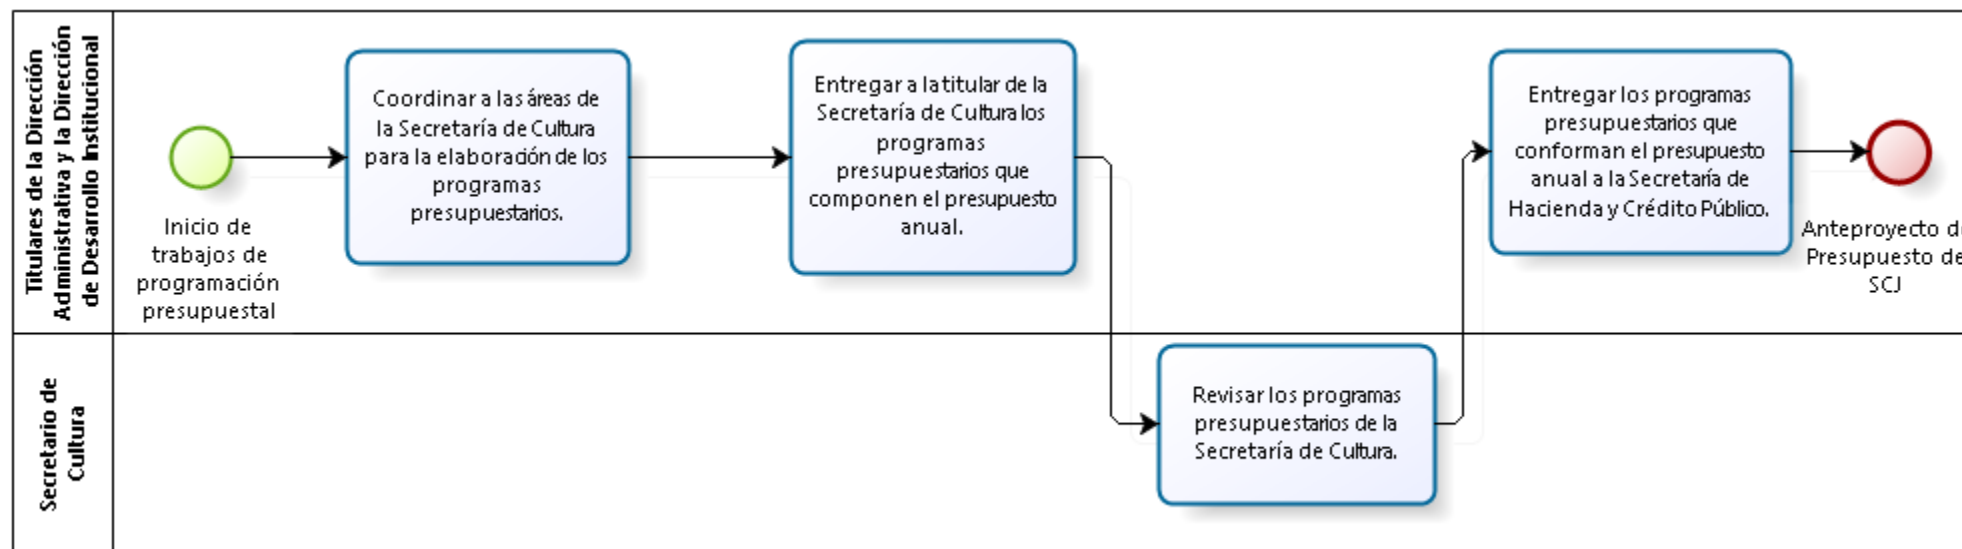 Titulares de la Dirección
Administrativa y la Dirección
de Desarrollo Institucional
Inicio de
trabajos de
programación
presupuestal
Coordinar a las áreas de
la Secretaría de Cultura
para la elaboración de los
programas
presupuestarios.
Entregar a la titular de la
Secretaría de Cultura los
programas
presupuestarios que
componen el presupuesto
anual.
Entregar los programas
presupuestarios que
conforman el presupuesto
anual a la Secretaría de
Hacienda y Crédito Público.
Anteproyecto de
Presupuesto de
SCJ
Secretario de
Cultura
Revisar los programas
presupuestarios de la
Secretaría de Cultura.